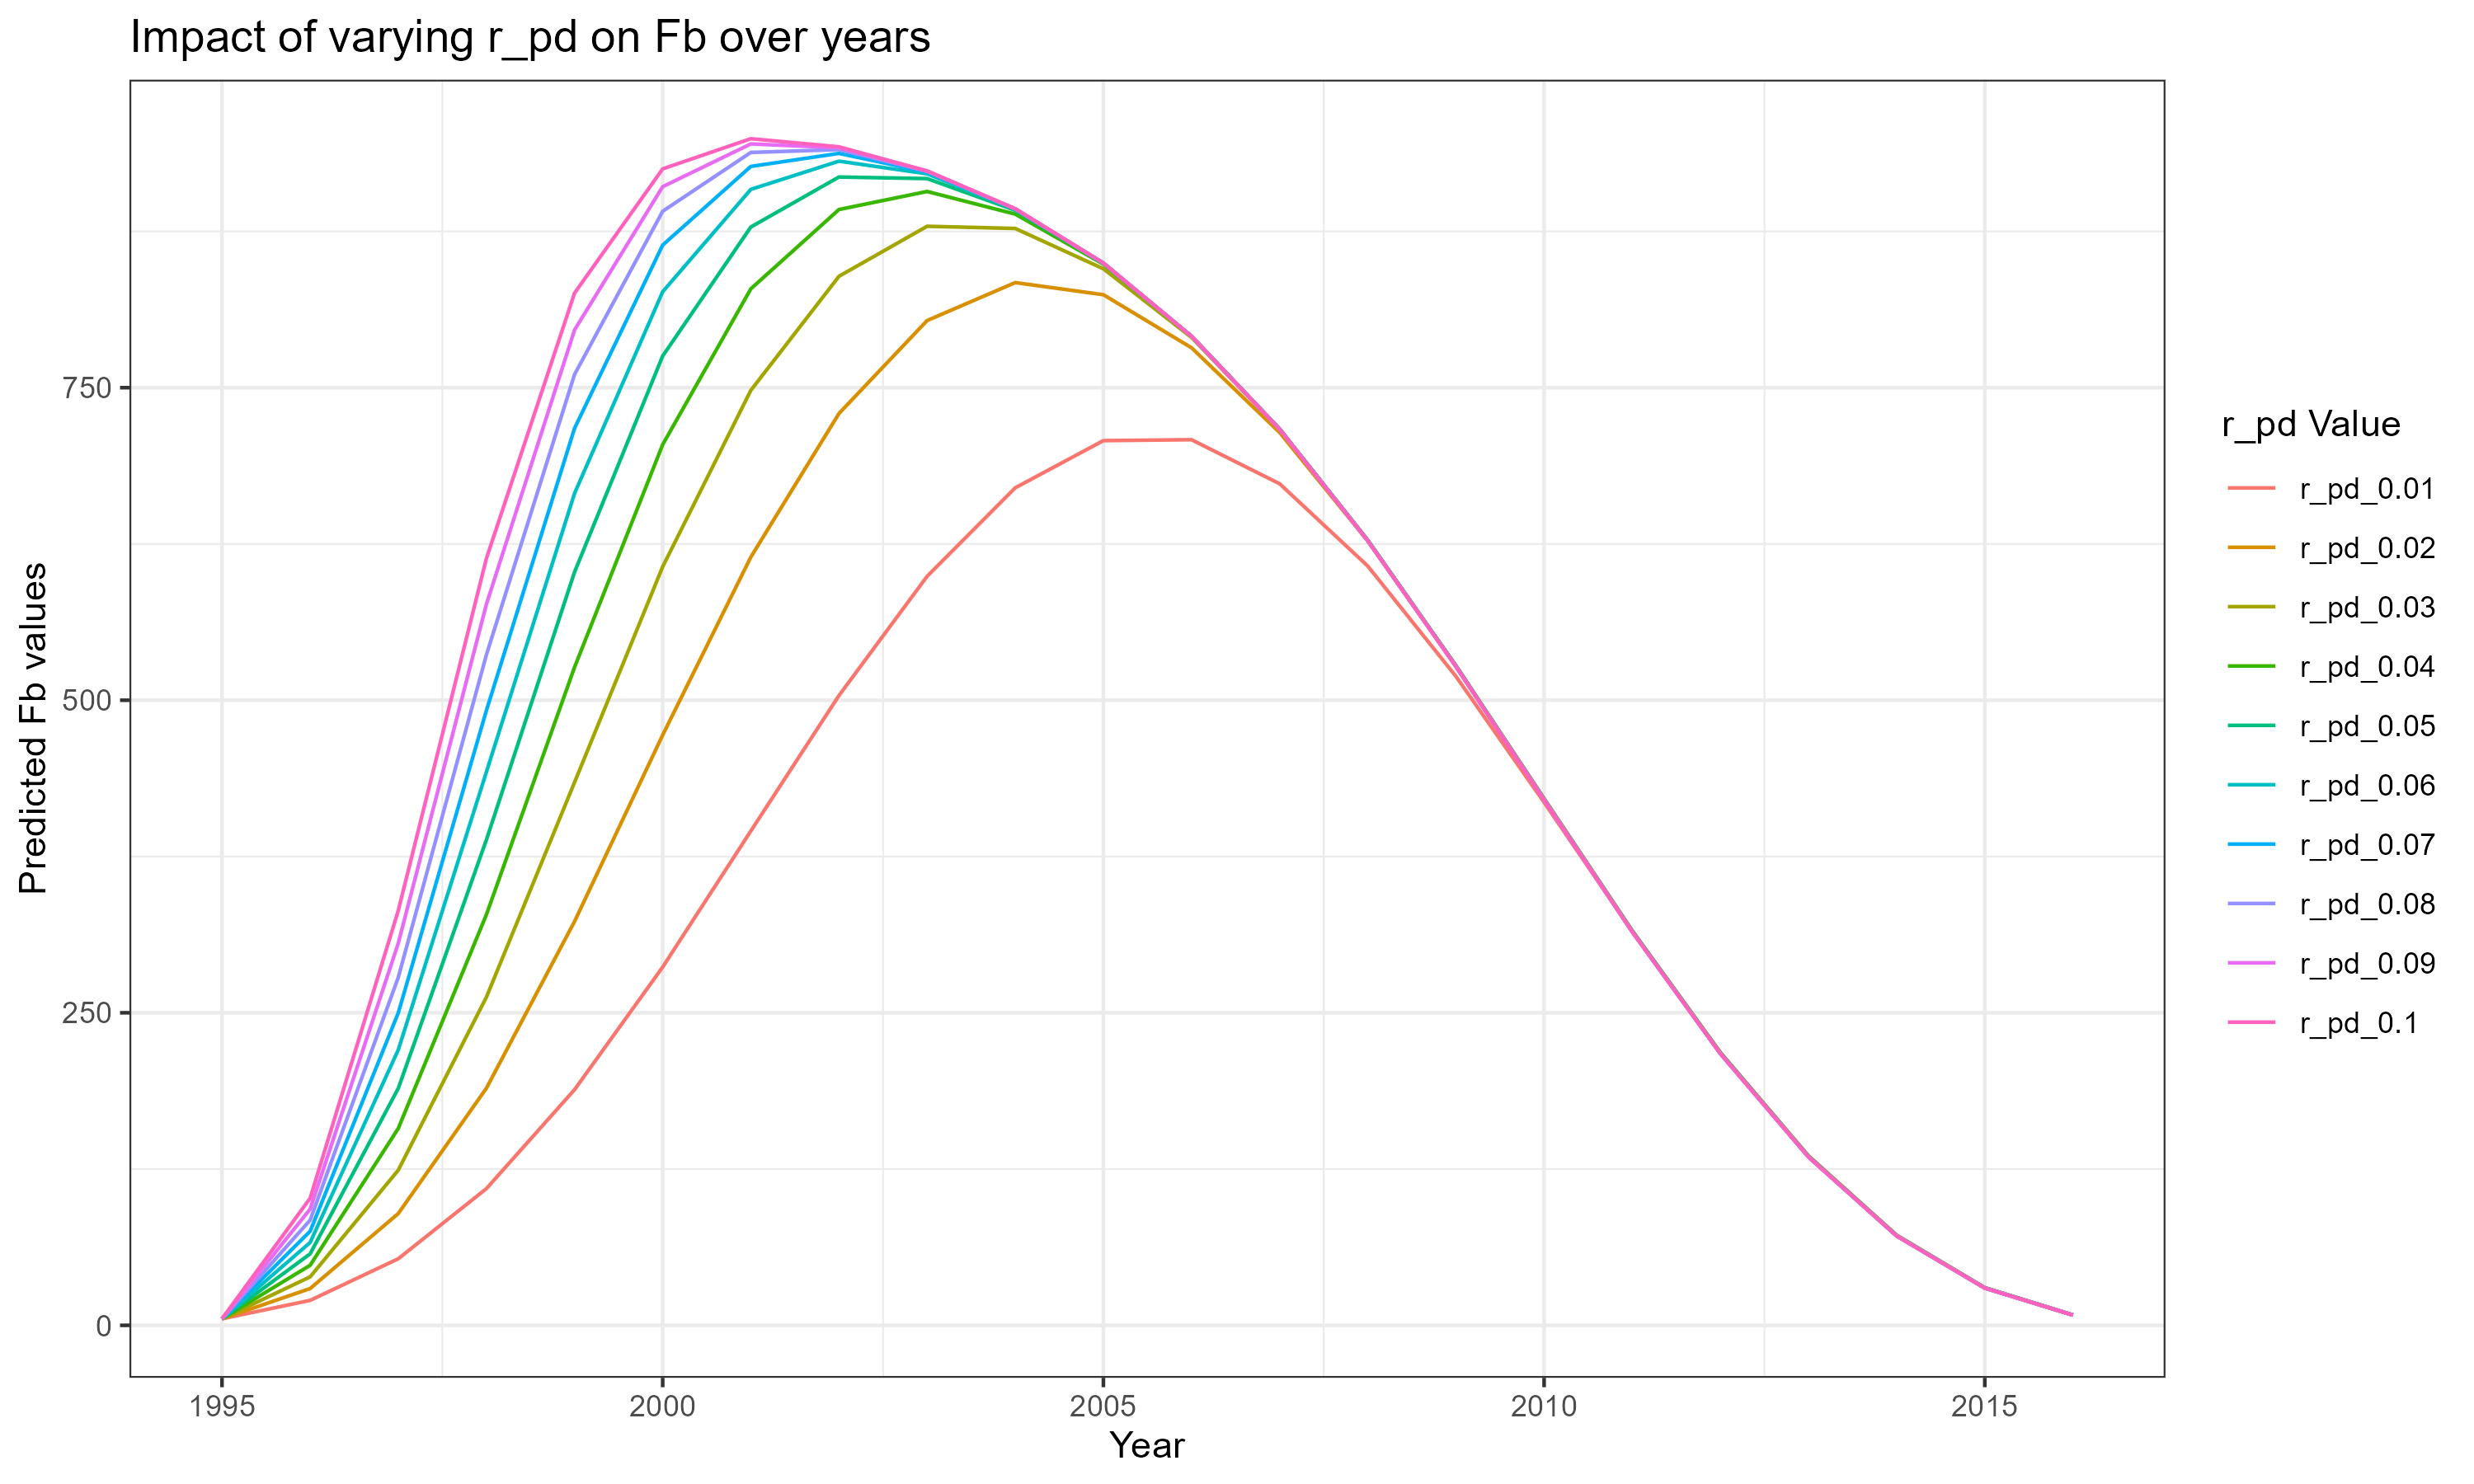 Impact of varying r_pd on Fb over years
Predicted Fb values
750
500
250
0
1995
2000
2005
2010
2015
Year
r_pd Value
r_pd_0.01
r_pd_0.02
r_pd_0.03
r_pd_0.04
r_pd_0.05
r_pd_0.06
r_pd_0.07
r_pd_0.08
r_pd_0.09
r_pd_0.1